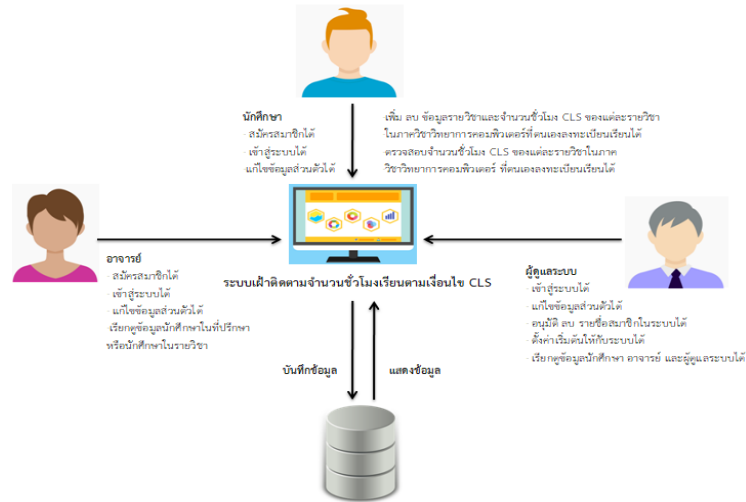 นักศึกษา
- สมัครสมาชิกได้
- เข้าสู่ระบบได้
แก้ไขข้อมูลส่วนตัวได้
เพิ่ม ลบ ข้อมูลรายวิชาและจำนวนชั่วโมง CLS ของแต่ละรายวิชา
ในภาควิชาวิทยาการคอมพิวเตอร์ที่ตนเองลงทะเบียนเรียนได้
ตรวจสอบจำนวนชั่วโมง CLS ของแต่ละรายวิชาในภาค
วิชาวิทยาการคอมพิวเตอร์ ที่ตนเองลงทะเบียนเรียนได้
อาจารย์
- สมัครสมาชิกได้
- เข้าสู่ระบบได้
- แก้ไขข้อมูลส่วนตัวได้
-เรียกดูข้อมูลนักศึกษาในที่ปรึกษา
หรือนักศึกษาในรายวิชา
ระบบเฝ้าติดตามจำนวนชั่วโมงเรียนตามเงื่อนไข CLS
ผู้ดูแลระบบ
- เข้าสู่ระบบได้
- แก้ไขข้อมูลส่วนตัวได้
- อนุมัติ ลบ รายชื่อสมาชิกในระบบได้
- ตั้งค่าเริ่มต้นให้กับระบบได้
- เรียกดูข้อมูลนักศึกษา อาจารย์ และผู้ดูแลระบบได้
บันทึกข้อมูล
แสดงข้อมูล